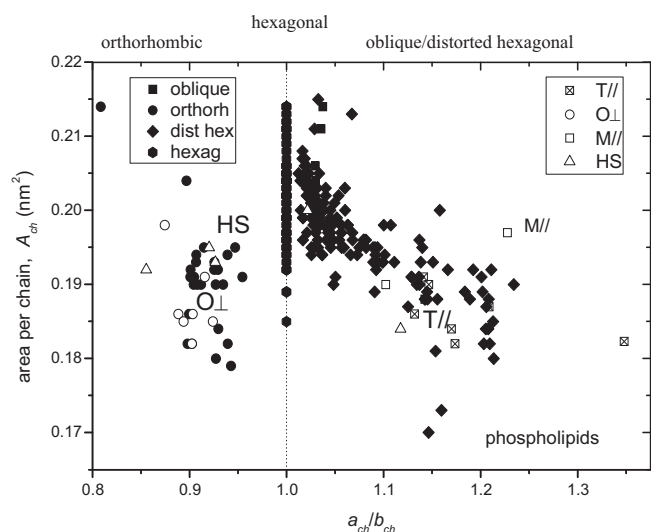 hexagonal
orthorhombic oblique/distorted hexagonal
0.22
0.21
0.20
0.19
0.18
0.17
area per chain, A_ch (nm²)
oblique
orthorh
dist hex
hexag
T//
O⊥
M//
HS
HS
M//
O⊥
T//
phospholipids
0.8 0.9 1.0 1.1 1.2 1.3
a_ch/b_ch